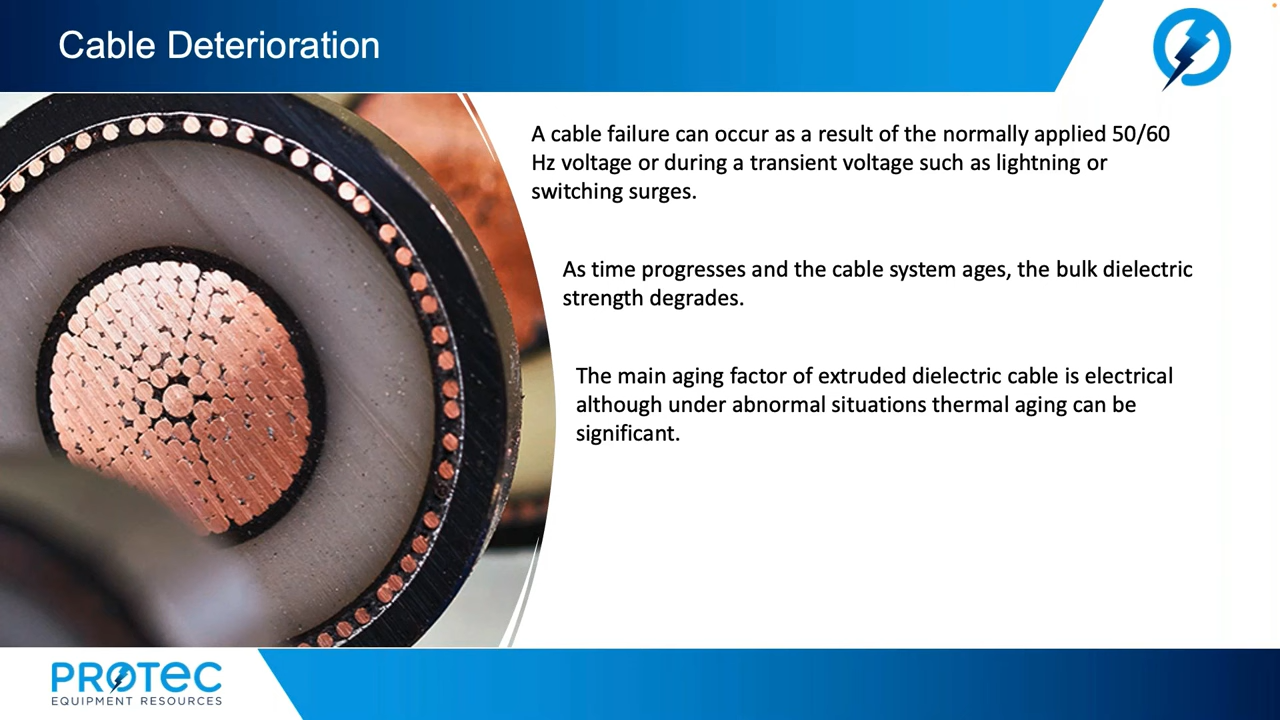 Cable Deterioration
A cable failure can occur as a result of the normally applied 50/60
Hz voltage or during a transient voltage such as lightning or
switching surges.
As time progresses and the cable system ages, the bulk dielectric
strength degrades.
The main aging factor of extruded dielectric cable is electrical
although under abnormal situations thermal aging can be
significant.
PROTEC
EQUIPMENT RESOURCES